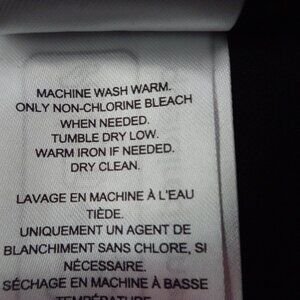 MACHINE WASH WARM.
ONLY NON-CHLORINE BLEACH
WHEN NEEDED.
TUMBLE DRY LOW.
WARM IRON IF NEEDED.
DRY CLEAN.
LAVAGE EN MACHINE À L'EAU
TIÈDE.
UNIQUEMENT UN AGENT DE
BLANCHIMENT SANS CHLORE, SI
NÉCESSAIRE.
SÉCHAGE EN MACHINE À BASSE
TEMPÉRATURE.